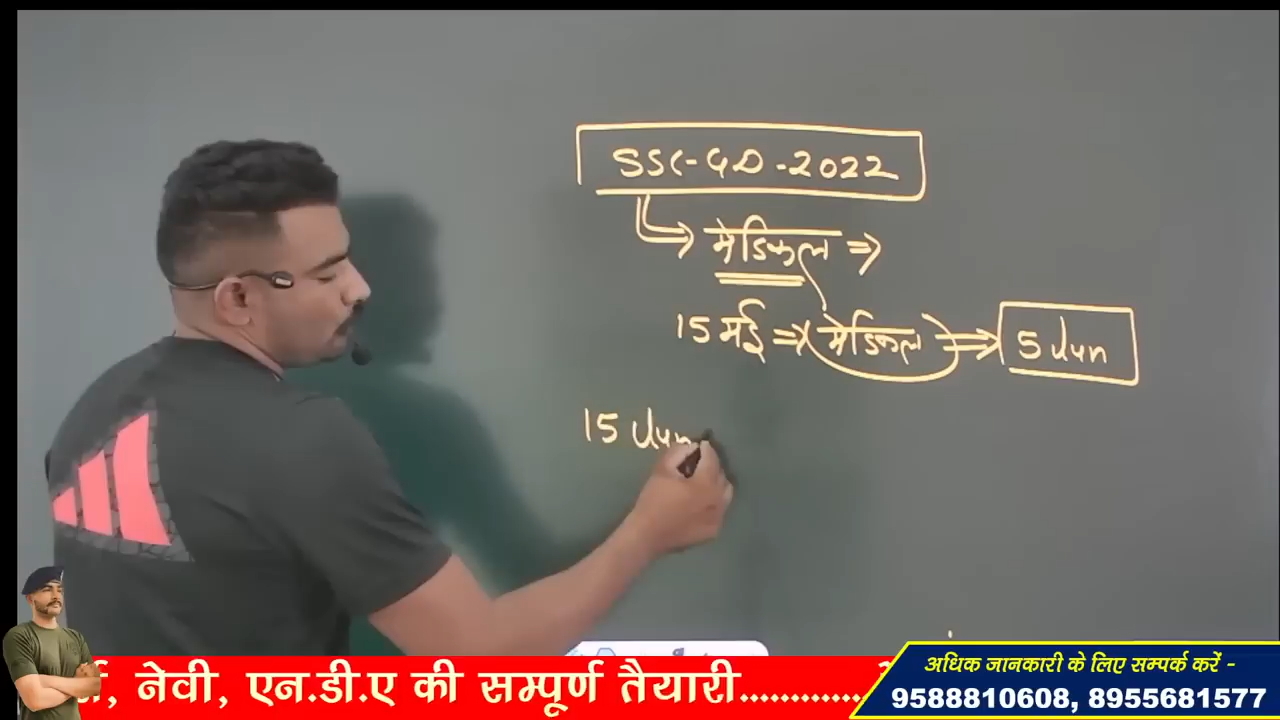 SSC-GD-2022
मेडिकल
15 मई मेडिकल 5 Jun
15 Jun
नेवी, एन.डी.ए की सम्पूर्ण तैयारी............
अधिक जानकारी के लिए सम्पर्क करें -
9588810608, 8955681577